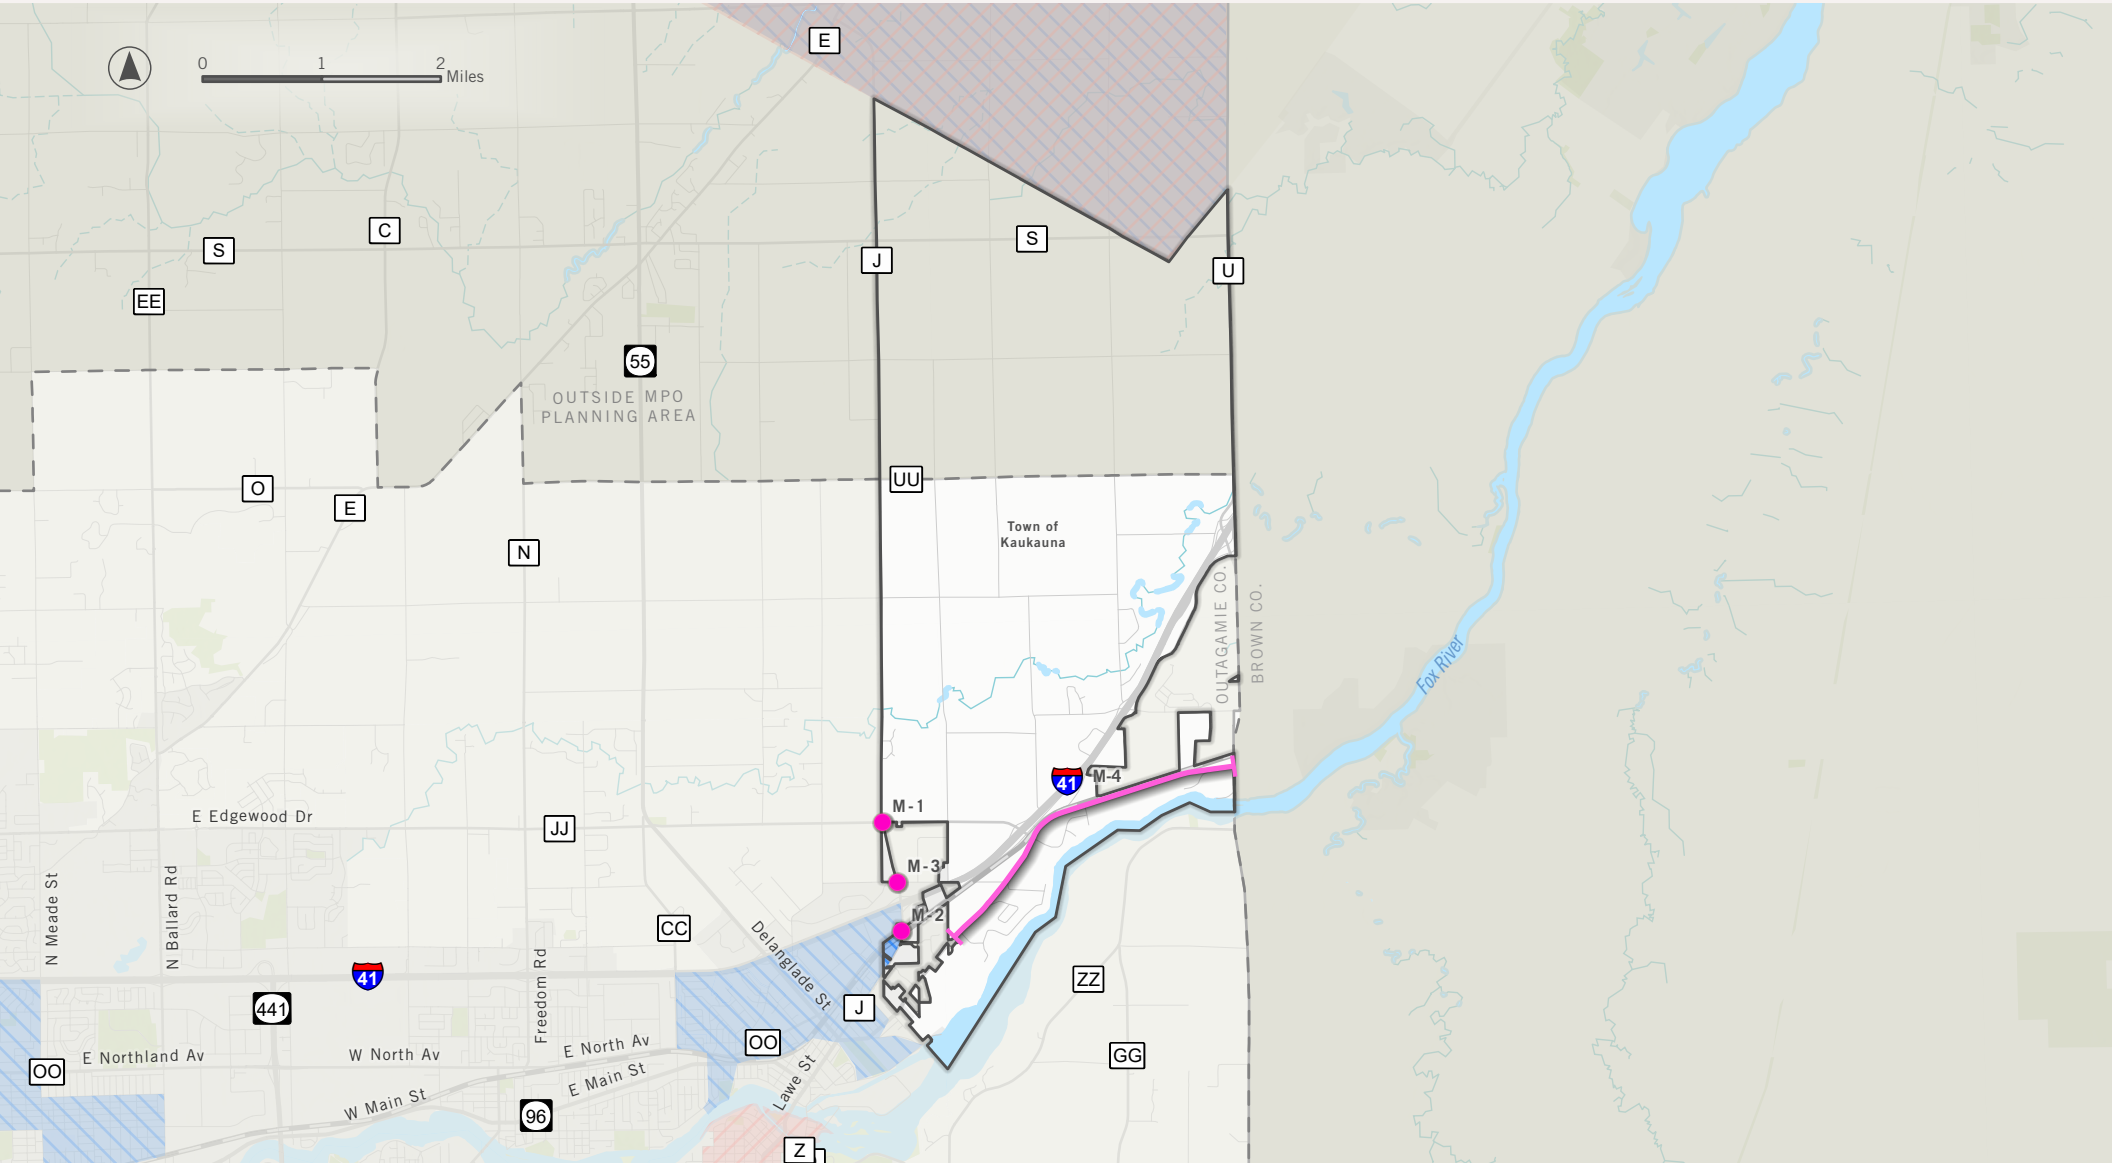 E
0 1 2
Miles
C
S
S
J
U
EE
55
OUTSIDE MPO
PLANNING AREA
UU
O
E
Town of
Kaukauna
N
OUTAGAMIE CO.
BROWN CO.
Fox River
41
M-4
M-1
E Edgewood Dr
JJ
M-3
N Meade St
N Ballard Rd
M-2
CC
Delanglade St
Freedom Rd
41
441
J
ZZ
OO
E North Av
E Northland Av
W North Av
GG
OO
E Main St
Lawe St
W Main St
96
Z